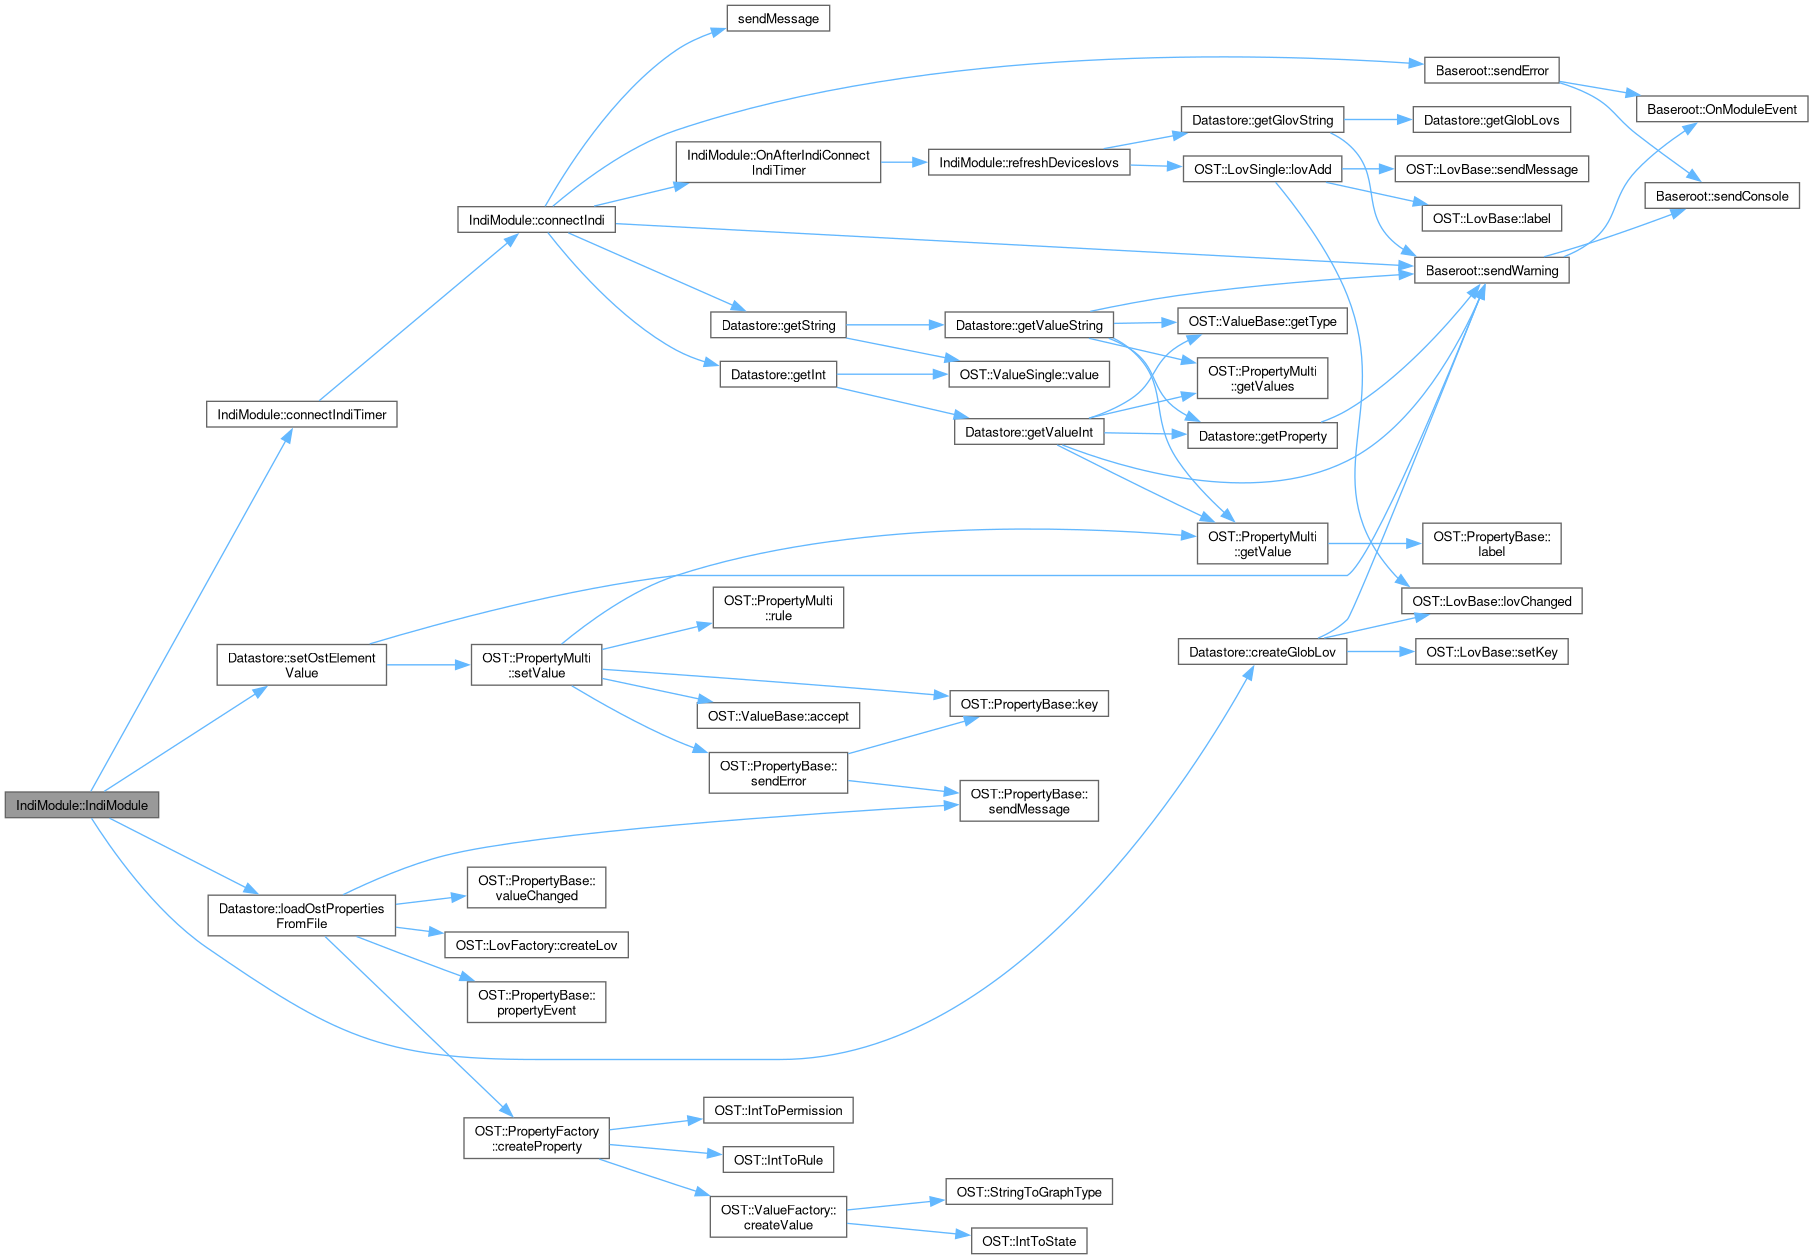 sendMessage
Baseroot::sendError
Baseroot::OnModuleEvent
Datastore::getGlovString
Datastore::getGlobLovs
IndiModule::OnAfterIndiConnect
IndiTimer
IndiModule::refreshDeviceslovs
OST::LovSingle::lovAdd
OST::LovBase::sendMessage
Baseroot::sendConsole
IndiModule::connectIndi
OST::LovBase::label
Baseroot::sendWarning
Datastore::getString
Datastore::getValueString
OST::ValueBase::getType
Datastore::getInt
OST::ValueSingle::value
OST::PropertyMulti
::getValues
IndiModule::connectIndiTimer
Datastore::getValueInt
Datastore::getProperty
OST::PropertyMulti
::getValue
OST::PropertyBase::
label
OST::PropertyMulti
::rule
OST::LovBase::lovChanged
Datastore::setOstElement
Value
OST::PropertyMulti
::setValue
Datastore::createGlobLov
OST::LovBase::setKey
OST::PropertyBase::key
OST::ValueBase::accept
OST::PropertyBase::
sendError
IndiModule::IndiModule
OST::PropertyBase::
sendMessage
OST::PropertyBase::
valueChanged
Datastore::loadOstProperties
FromFile
OST::LovFactory::createLov
OST::PropertyBase::
propertyEvent
OST::PropertyFactory
::createProperty
OST::IntToPermission
OST::IntToRule
OST::ValueFactory::
createValue
OST::StringToGraphType
OST::IntToState